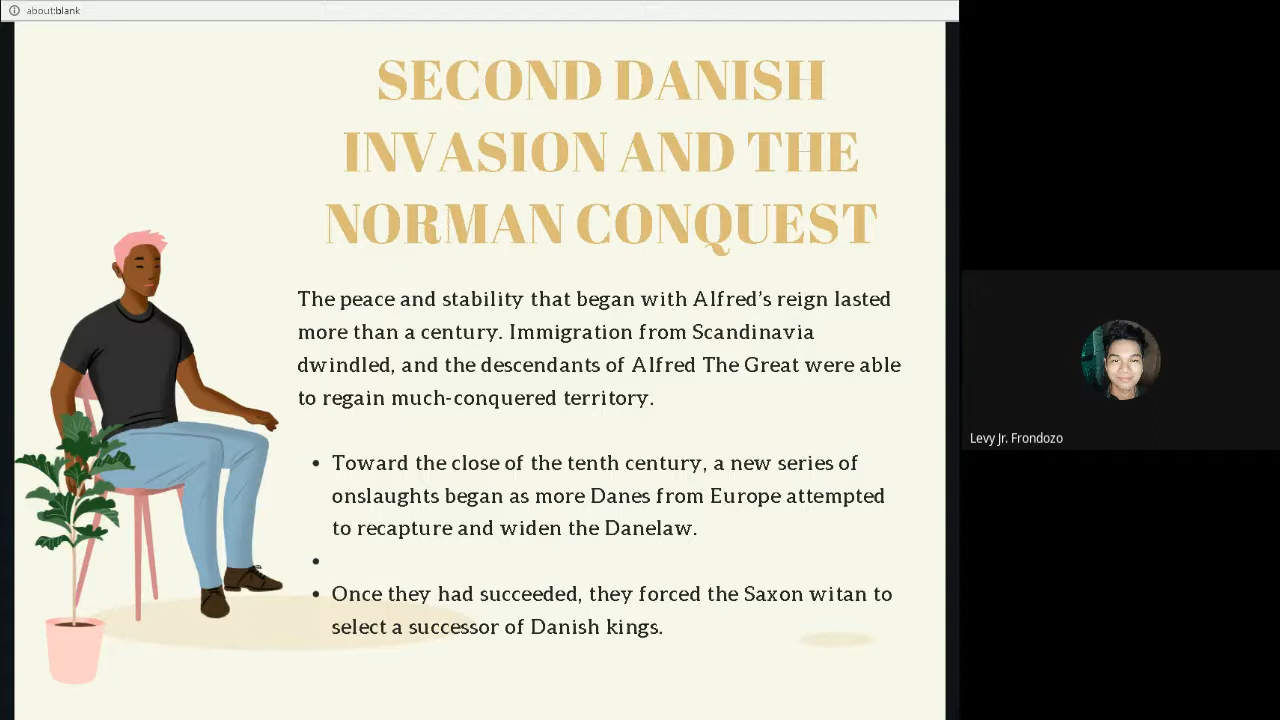 about:blank
SECOND DANISH
INVASION AND THE
NORMAN CONQUEST
The peace and stability that began with Alfred's reign lasted
more than a century. Immigration from Scandinavia
dwindled, and the descendants of Alfred The Great were able
to regain much-conquered territory.
• Toward the close of the tenth century, a new series of
onslaughts began as more Danes from Europe attempted
to recapture and widen the Danelaw.
•
• Once they had succeeded, they forced the Saxon witan to
select a successor of Danish kings.
Levy Jr. Frondozo